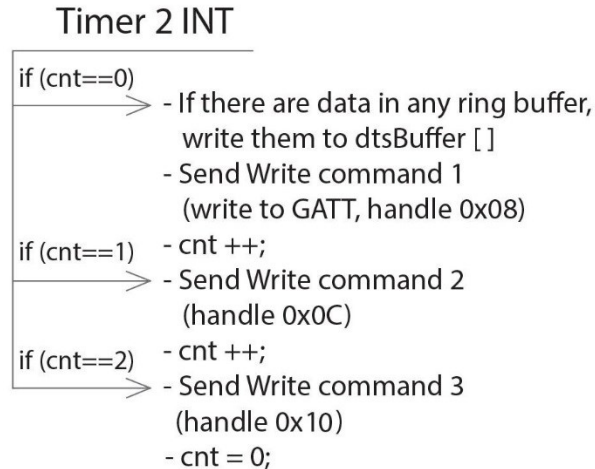 Timer 2 INT
if (cnt==0)
- If there are data in any ring buffer,
write them to dtsBuffer [ ]
- Send Write command 1
(write to GATT, handle 0x08)
- cnt ++;
if (cnt==1)
- Send Write command 2
(handle 0x0C)
- cnt ++;
if (cnt==2)
- Send Write command 3
(handle 0x10)
- cnt = 0;